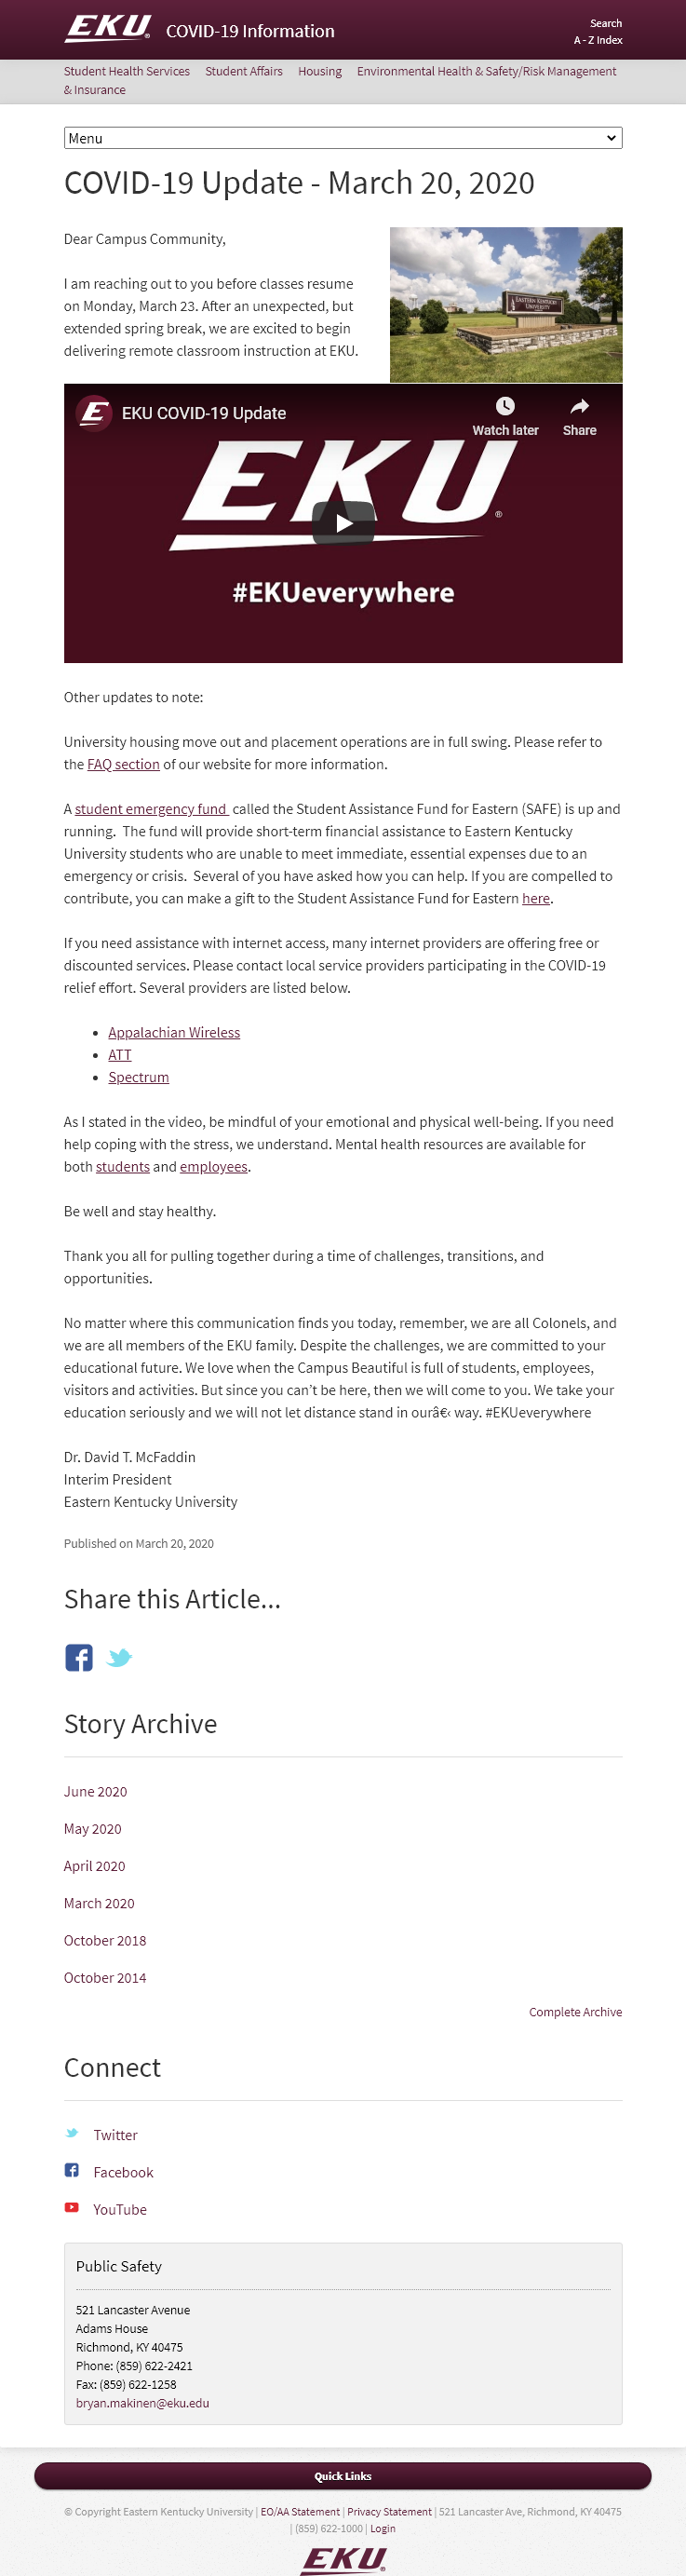 EKU® COVID-19 Information
Search
A - Z Index
Student Health Services Student Affairs Housing Environmental Health & Safety/Risk Management
& Insurance
Menu
COVID-19 Update - March 20, 2020
Dear Campus Community,
I am reaching out to you before classes resume
on Monday, March 23. After an unexpected, but
extended spring break, we are excited to begin
delivering remote classroom instruction at EKU.
EASTERN KENTUCKY
UNIVERSITY
E EKU COVID-19 Update
Watch later Share
EKU®
#EKUeverywhere
Other updates to note:
University housing move out and placement operations are in full swing. Please refer to
the FAQ section of our website for more information.
A student emergency fund  called the Student Assistance Fund for Eastern (SAFE) is up and
running.  The fund will provide short-term financial assistance to Eastern Kentucky
University students who are unable to meet immediate, essential expenses due to an
emergency or crisis.  Several of you have asked how you can help. If you are compelled to
contribute, you can make a gift to the Student Assistance Fund for Eastern here.
If you need assistance with internet access, many internet providers are offering free or
discounted services. Please contact local service providers participating in the COVID-19
relief effort. Several providers are listed below.
• Appalachian Wireless
• ATT
• Spectrum
As I stated in the video, be mindful of your emotional and physical well-being. If you need
help coping with the stress, we understand. Mental health resources are available for
both students and employees.
Be well and stay healthy.
Thank you all for pulling together during a time of challenges, transitions, and
opportunities.
No matter where this communication finds you today, remember, we are all Colonels, and
we are all members of the EKU family. Despite the challenges, we are committed to your
educational future. We love when the Campus Beautiful is full of students, employees,
visitors and activities. But since you can’t be here, then we will come to you. We take your
education seriously and we will not let distance stand in ourâ€‹ way. #EKUeverywhere
Dr. David T. McFaddin
Interim President
Eastern Kentucky University
Published on March 20, 2020
Share this Article...
Story Archive
June 2020
May 2020
April 2020
March 2020
October 2018
October 2014
Complete Archive
Connect
Twitter
Facebook
YouTube
Public Safety
521 Lancaster Avenue
Adams House
Richmond, KY 40475
Phone: (859) 622-2421
Fax: (859) 622-1258
bryan.makinen@eku.edu
Quick Links
© Copyright Eastern Kentucky University | EO/AA Statement | Privacy Statement | 521 Lancaster Ave, Richmond, KY 40475
| (859) 622-1000 | Login
EKU®